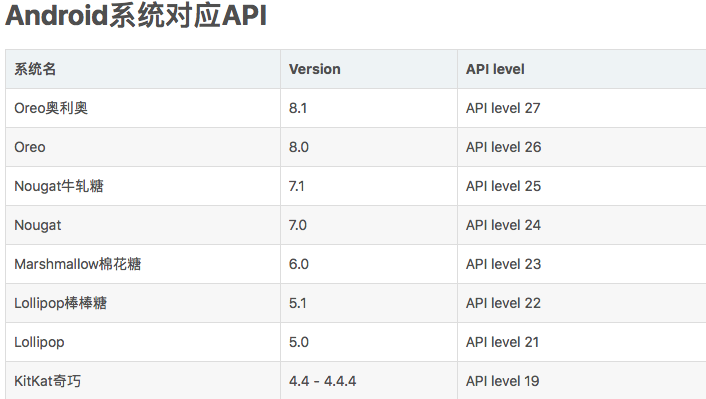 Android系统对应API
系统名 Version API level
Oreo奥利奥 8.1 API level 27
Oreo 8.0 API level 26
Nougat牛轧糖 7.1 API level 25
Nougat 7.0 API level 24
Marshmallow棉花糖 6.0 API level 23
Lollipop棒棒糖 5.1 API level 22
Lollipop 5.0 API level 21
KitKat奇巧 4.4 - 4.4.4 API level 19